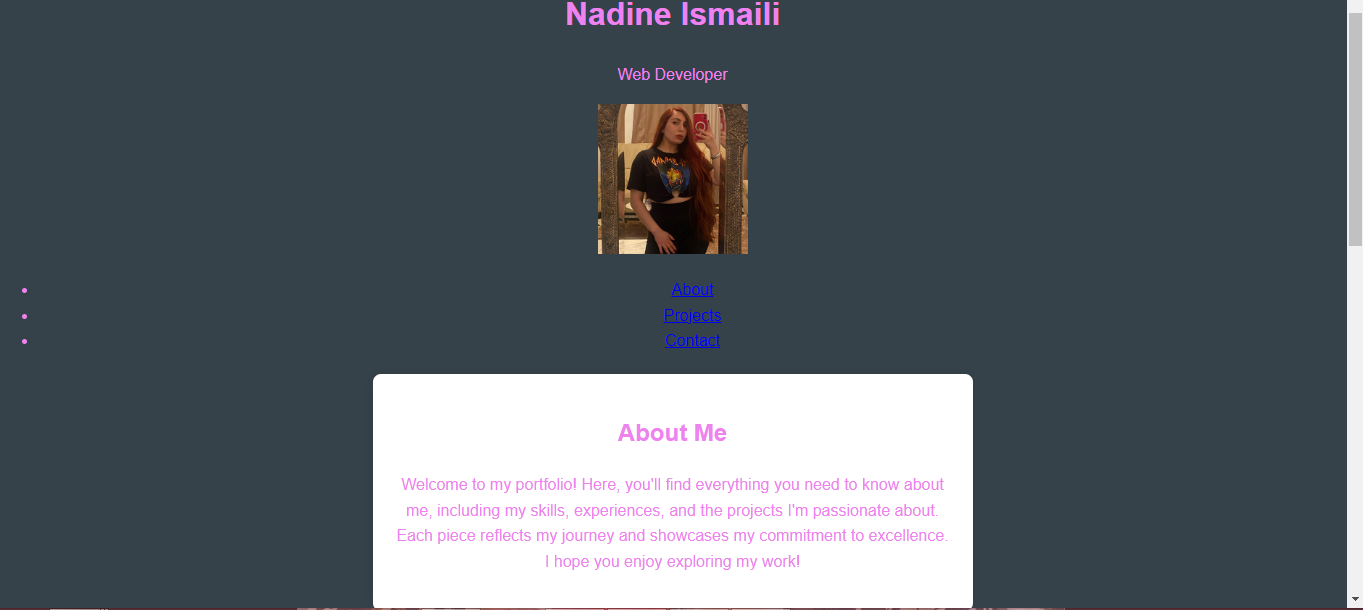 Nadine Ismaili
Web Developer
About
Projects
Contact
About Me
Welcome to my portfolio! Here, you'll find everything you need to know about
me, including my skills, experiences, and the projects I'm passionate about.
Each piece reflects my journey and showcases my commitment to excellence.
I hope you enjoy exploring my work!